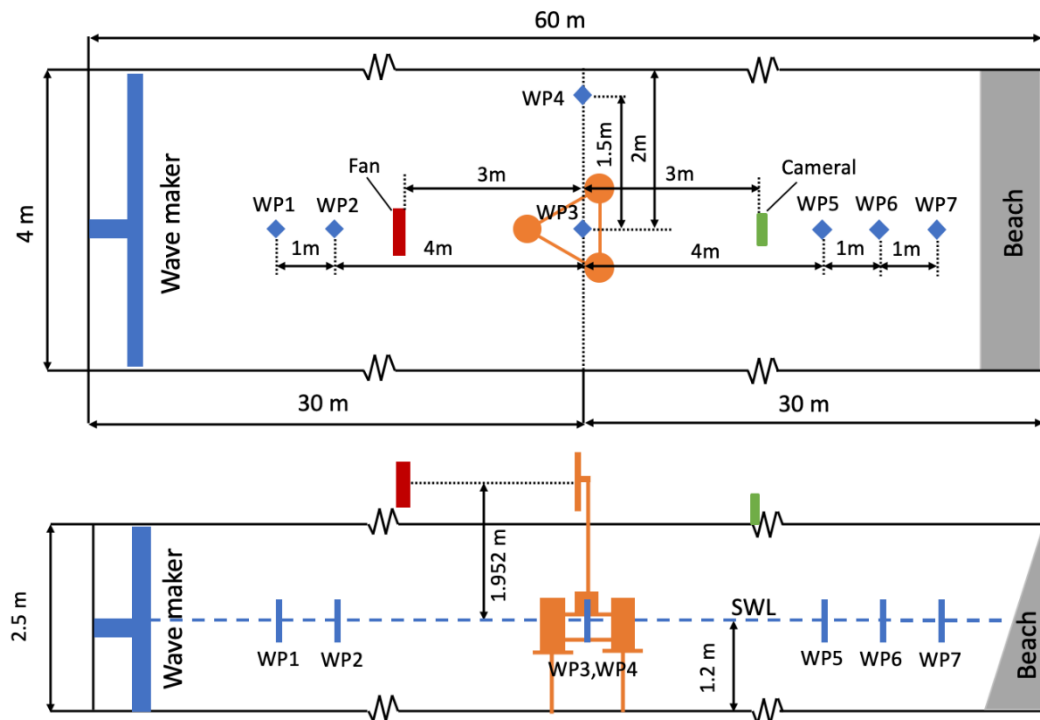 60 m
WP4
Fan
3m
1.5m
2m
3m
Cameral
4 m
Wave maker
WP1
WP2
WP3
WP5
WP6
WP7
Beach
1m
4m
4m
1m
1m
30 m
30 m
2.5 m
Wave maker
1.952 m
SWL
WP1
WP2
WP3,WP4
1.2 m
WP5
WP6
WP7
Beach